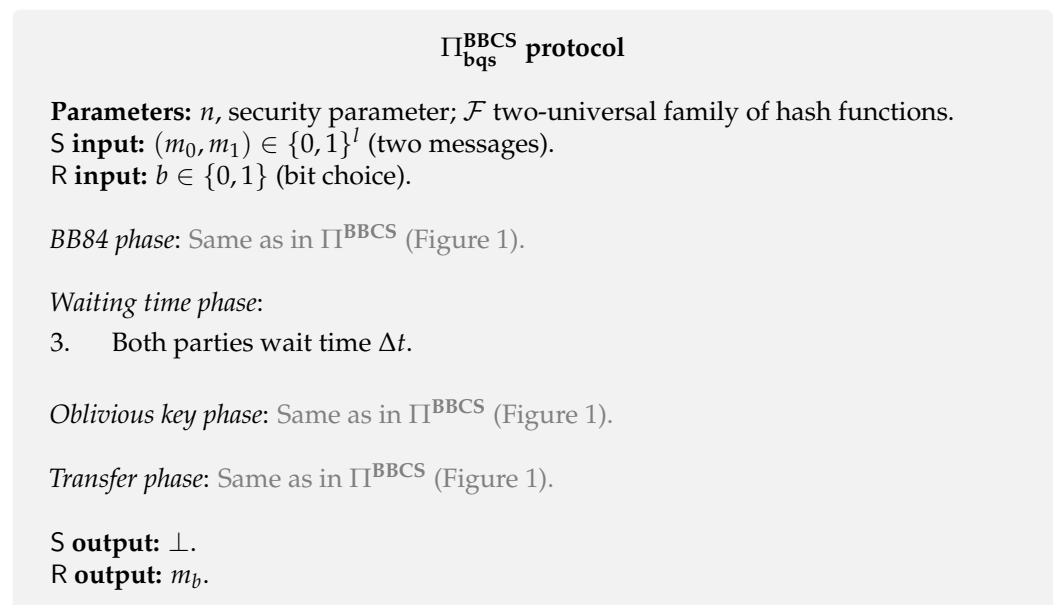 Π^BBCS_bqs protocol
Parameters: n, security parameter; F two-universal family of hash functions.
S input: (m₀, m₁) ∈ {0, 1}^l (two messages).
R input: b ∈ {0, 1} (bit choice).
BB84 phase: Same as in Π^BBCS (Figure 1).
Waiting time phase:
3. Both parties wait time Δt.
Oblivious key phase: Same as in Π^BBCS (Figure 1).
Transfer phase: Same as in Π^BBCS (Figure 1).
S output: ⊥.
R output: m_b.